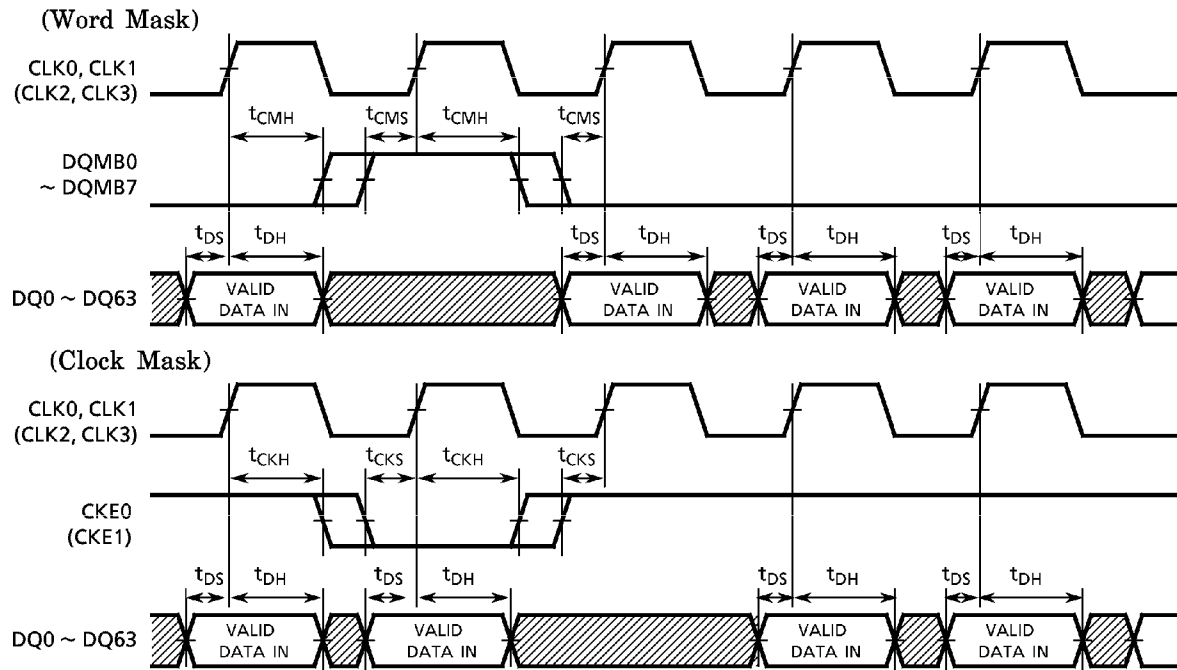 (Word Mask)
CLK0, CLK1
(CLK2, CLK3)
tCMH tCMS tCMH tCMS
DQMB0
~ DQMB7
tDS tDH tDS tDH tDS tDH tDS tDH
DQ0 ~ DQ63
VALID DATA IN
VALID DATA IN
VALID DATA IN
VALID DATA IN
(Clock Mask)
CLK0, CLK1
(CLK2, CLK3)
tCKH tCKS tCKH tCKS
CKE0
(CKE1)
tDS tDH tDS tDH tDS tDH tDS tDH
DQ0 ~ DQ63
VALID DATA IN
VALID DATA IN
VALID DATA IN
VALID DATA IN